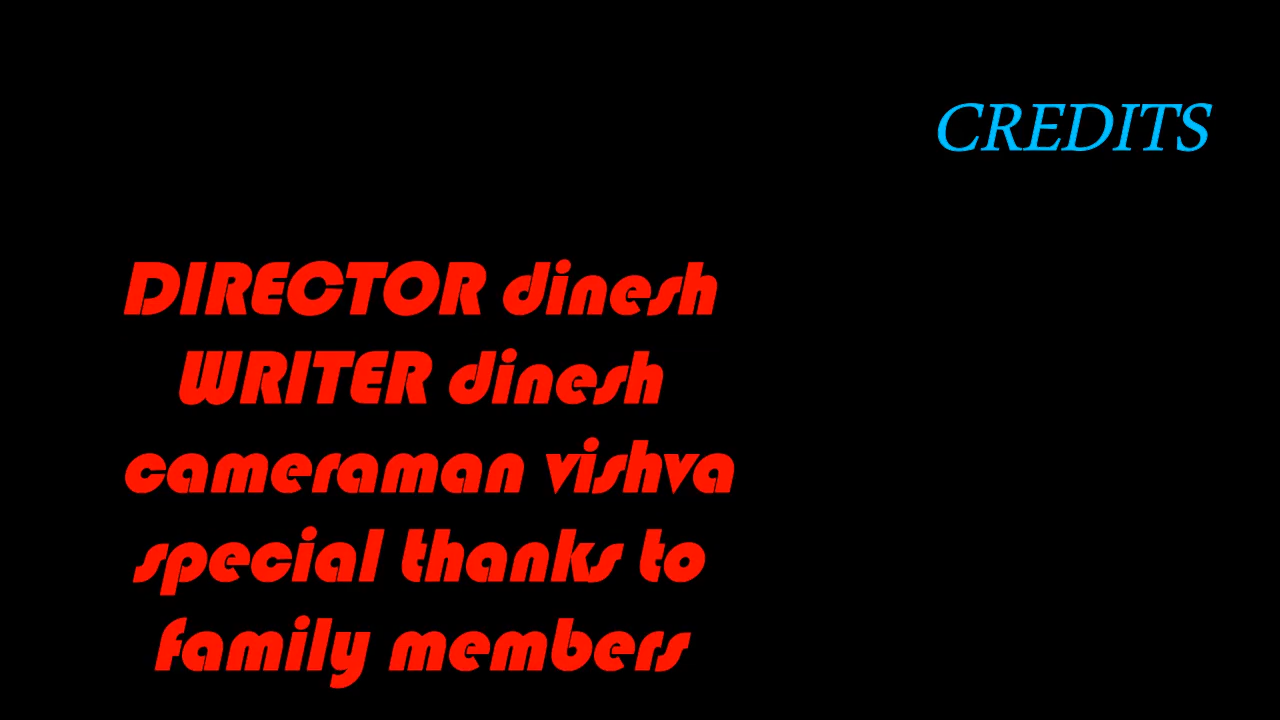 CREDITS
DIRECTOR dinesh
WRITER dinesh
cameraman vishva
special thanks to
family members